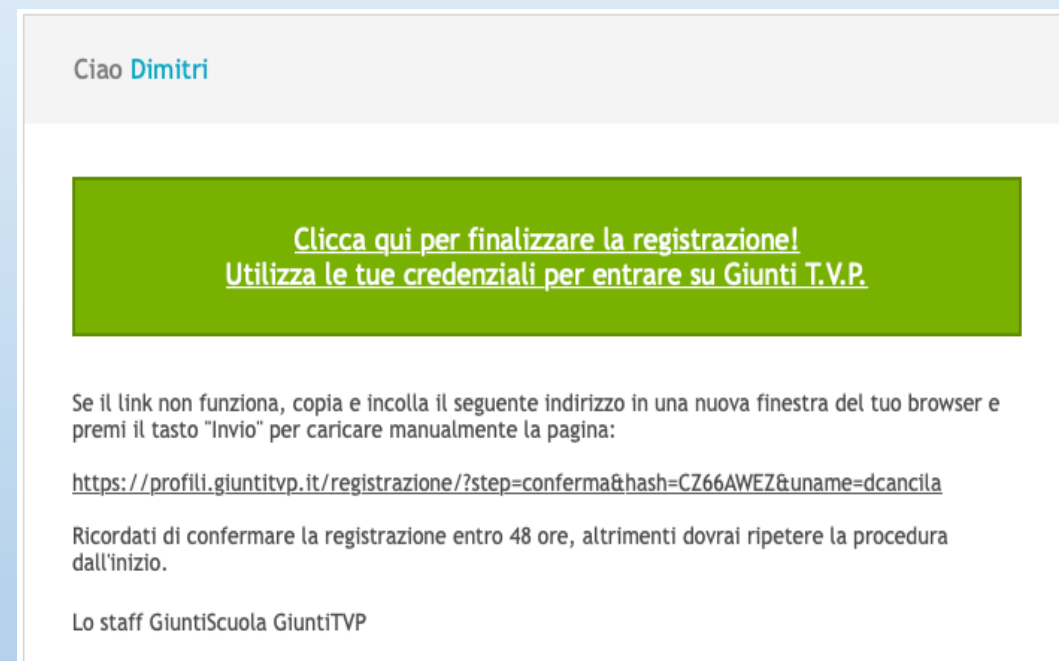 Ciao Dimitri
Clicca qui per finalizzare la registrazione!
Utilizza le tue credenziali per entrare su Giunti T.V.P.
Se il link non funziona, copia e incolla il seguente indirizzo in una nuova finestra del tuo browser e
premi il tasto "Invio" per caricare manualmente la pagina:
https://profili.giuntitvp.it/registrazione/?step=conferma&hash=CZ66AWEZ&uname=dcancila
Ricordati di confermare la registrazione entro 48 ore, altrimenti dovrai ripetere la procedura
dall'inizio.
Lo staff GiuntiScuola GiuntiTVP